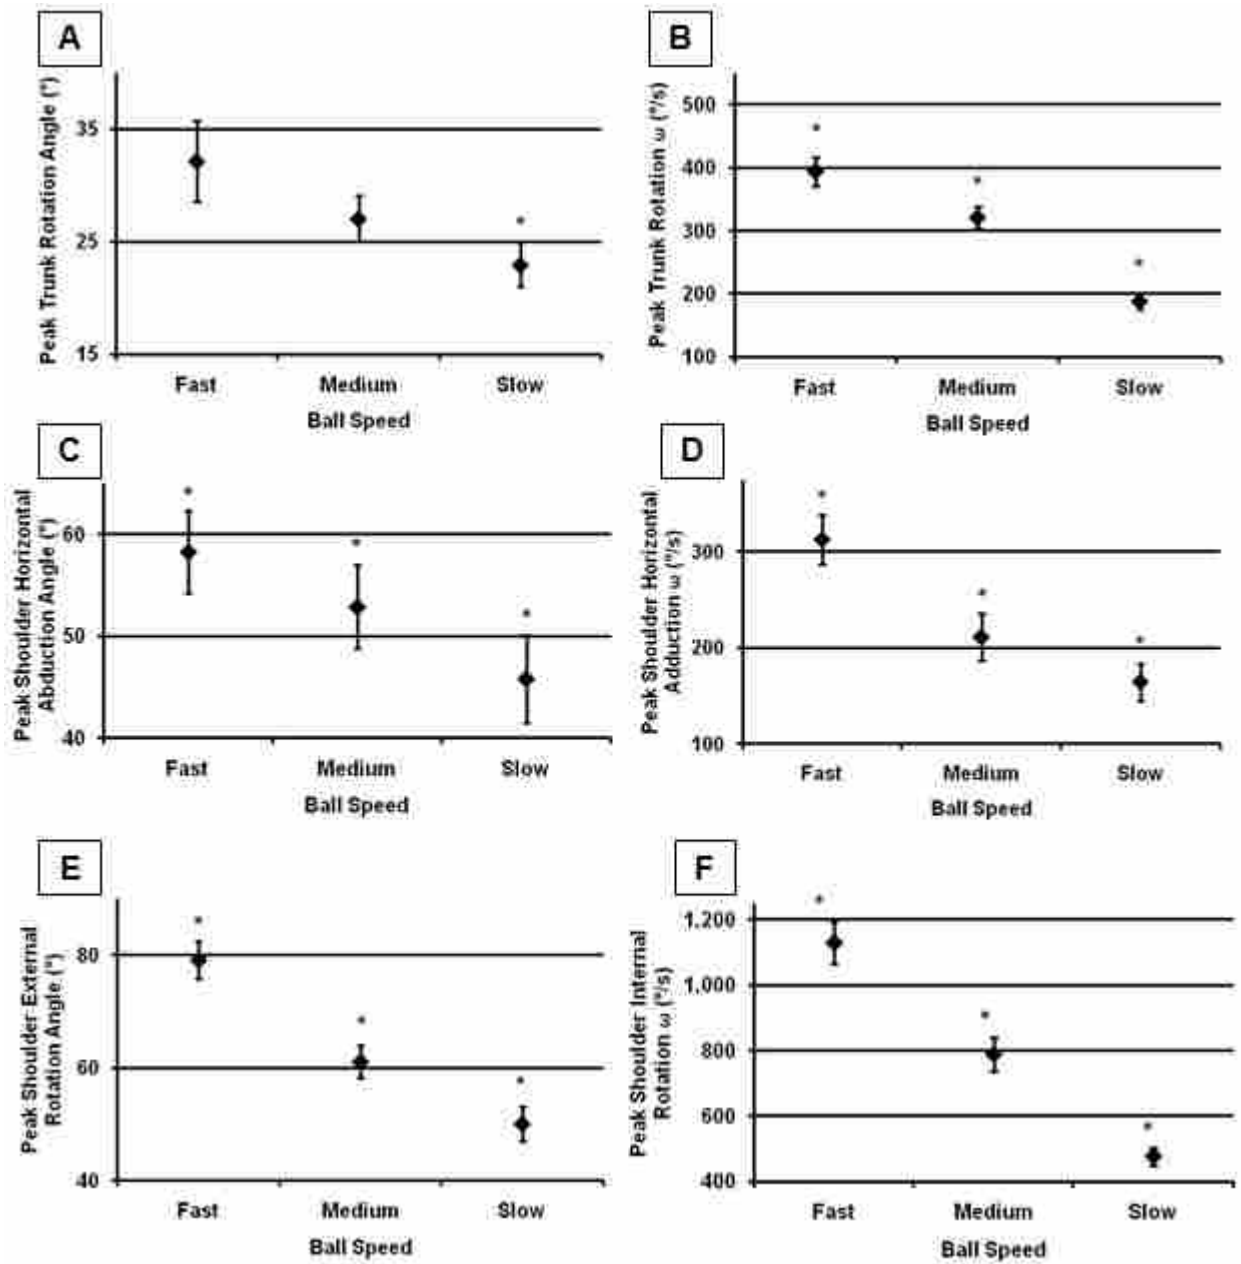 A
Peak Trunk Rotation Angle (°)
35
25
15
*
Fast Medium Slow
Ball Speed
B
Peak Trunk Rotation ω (°/s)
500
400
300
200
100
*
*
*
Fast Medium Slow
Ball Speed
C
Peak Shoulder Horizontal
Abduction Angle (°)
60
50
40
*
*
*
Fast Medium Slow
Ball Speed
D
Peak Shoulder Horizontal
Adduction ω (°/s)
300
200
100
*
*
*
Fast Medium Slow
Ball Speed
E
Peak Shoulder External
Rotation Angle (°)
80
60
40
*
*
*
Fast Medium Slow
Ball Speed
F
Peak Shoulder Internal
Rotation ω (°/s)
1,200
1,000
800
600
400
*
*
*
Fast Medium Slow
Ball Speed